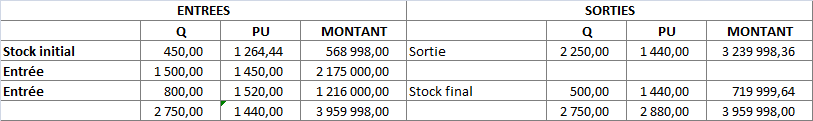 ENTREES SORTIES
Q PU MONTANT Q PU MONTANT
Stock initial 450,00 1 264,44 568 998,00 Sortie 2 250,00 1 440,00 3 239 998,36
Entrée 1 500,00 1 450,00 2 175 000,00
Entrée 800,00 1 520,00 1 216 000,00 Stock final 500,00 1 440,00 719 999,64
2 750,00 1 440,00 3 959 998,00 2 750,00 2 880,00 3 959 998,00